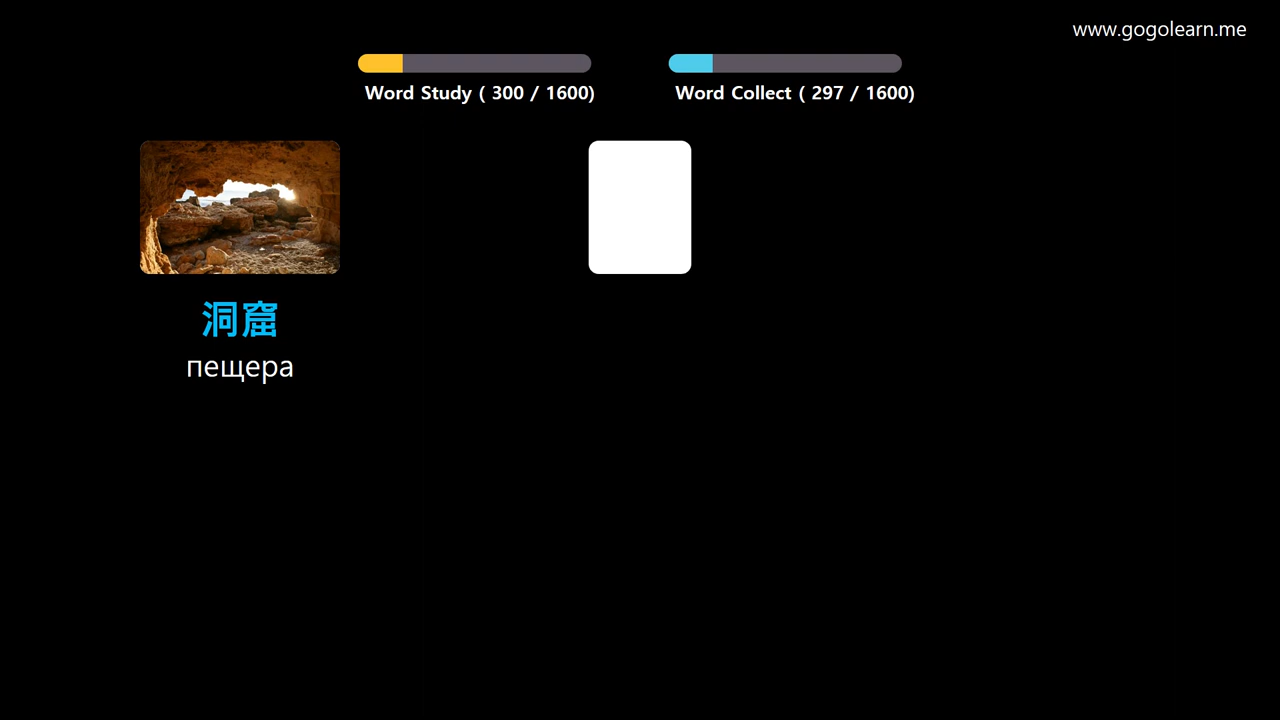 www.gogolearn.me
Word Study ( 300 / 1600)
Word Collect ( 297 / 1600)
洞窟
пещера